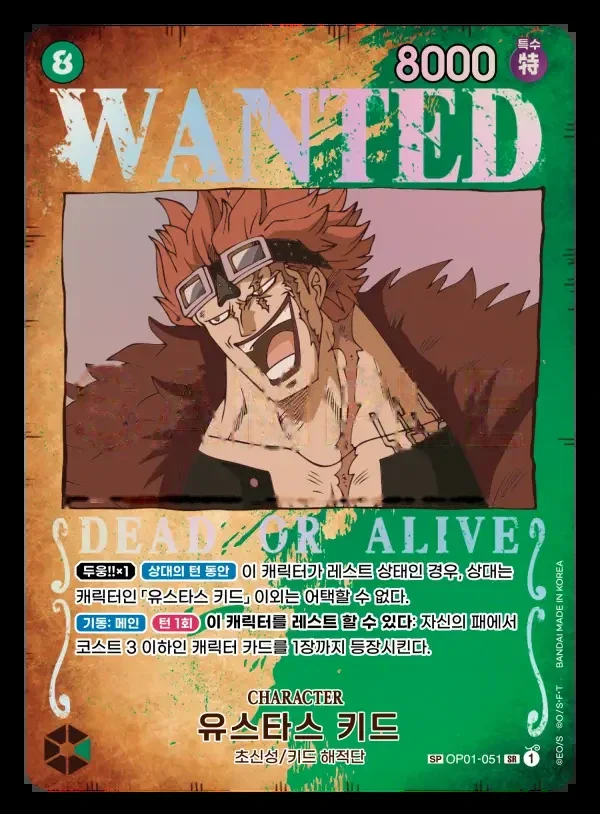 8
8000
특수
特
WANTED
DEAD OR ALIVE
두웅!!×1 상대의 턴 동안 이 캐릭터가 레스트 상태인 경우, 상대는
캐릭터인 「유스타스 키드」 이외는 어택할 수 없다.
기동: 메인 턴 1회 이 캐릭터를 레스트 할 수 있다: 자신의 패에서
코스트 3 이하인 캐릭터 카드를 1장까지 등장시킨다.
CHARACTER
유스타스 키드
초신성/키드 해적단
SP OP01-051 SR 1
©EO/S ©O/S·F·T BANDAI MADE IN KOREA